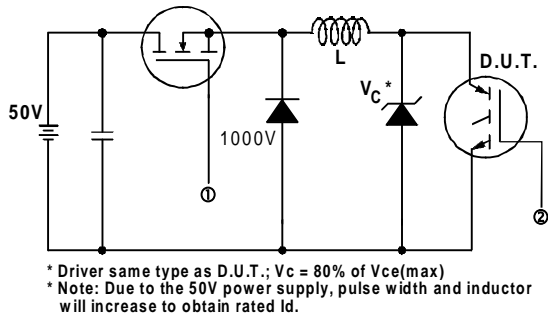 L
D.U.T.
V C *
50V
1000V
①
②
* Driver same type as D.U.T.; Vc = 80% of Vce(max)
* Note: Due to the 50V power supply, pulse width and inductor
will increase to obtain rated Id.